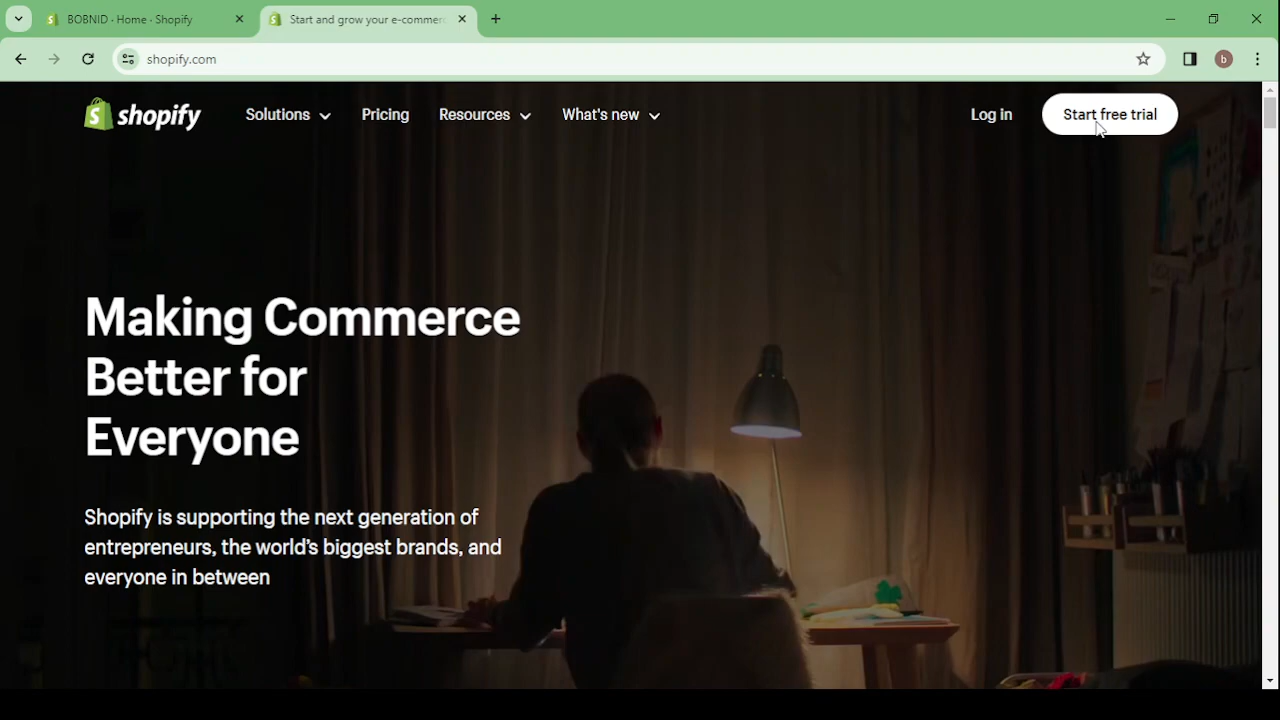 BOBNID · Home · Shopify
Start and grow your e-commerc
shopify.com
b
shopify
Solutions
Pricing
Resources
What's new
Log in
Start free trial
Making Commerce
Better for
Everyone
Shopify is supporting the next generation of
entrepreneurs, the world's biggest brands, and
everyone in between